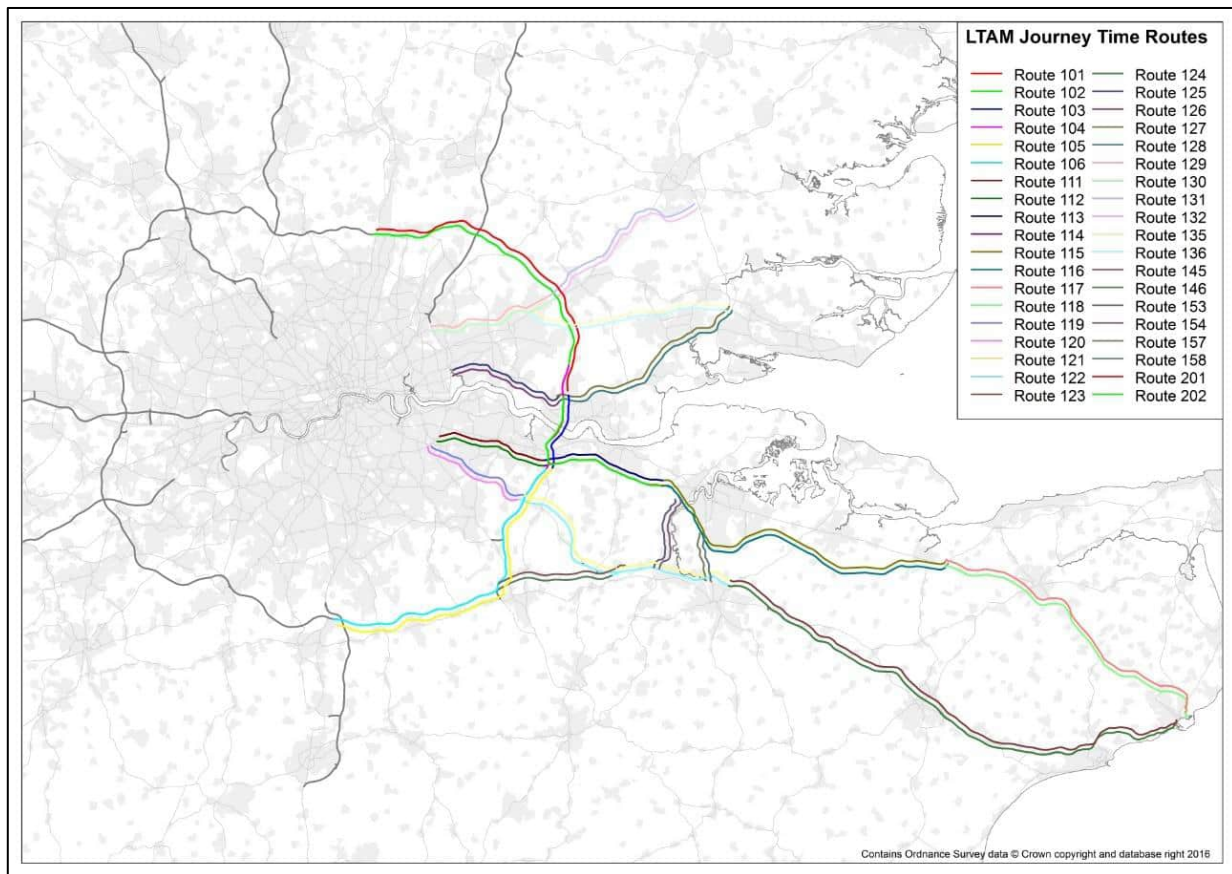 LTAM Journey Time Routes
Route 101 Route 124
Route 102 Route 125
Route 103 Route 126
Route 104 Route 127
Route 105 Route 128
Route 106 Route 129
Route 111 Route 130
Route 112 Route 131
Route 113 Route 132
Route 114 Route 135
Route 115 Route 136
Route 116 Route 145
Route 117 Route 146
Route 118 Route 153
Route 119 Route 154
Route 120 Route 157
Route 121 Route 158
Route 122 Route 201
Route 123 Route 202
Contains Ordnance Survey data © Crown copyright and database right 2016